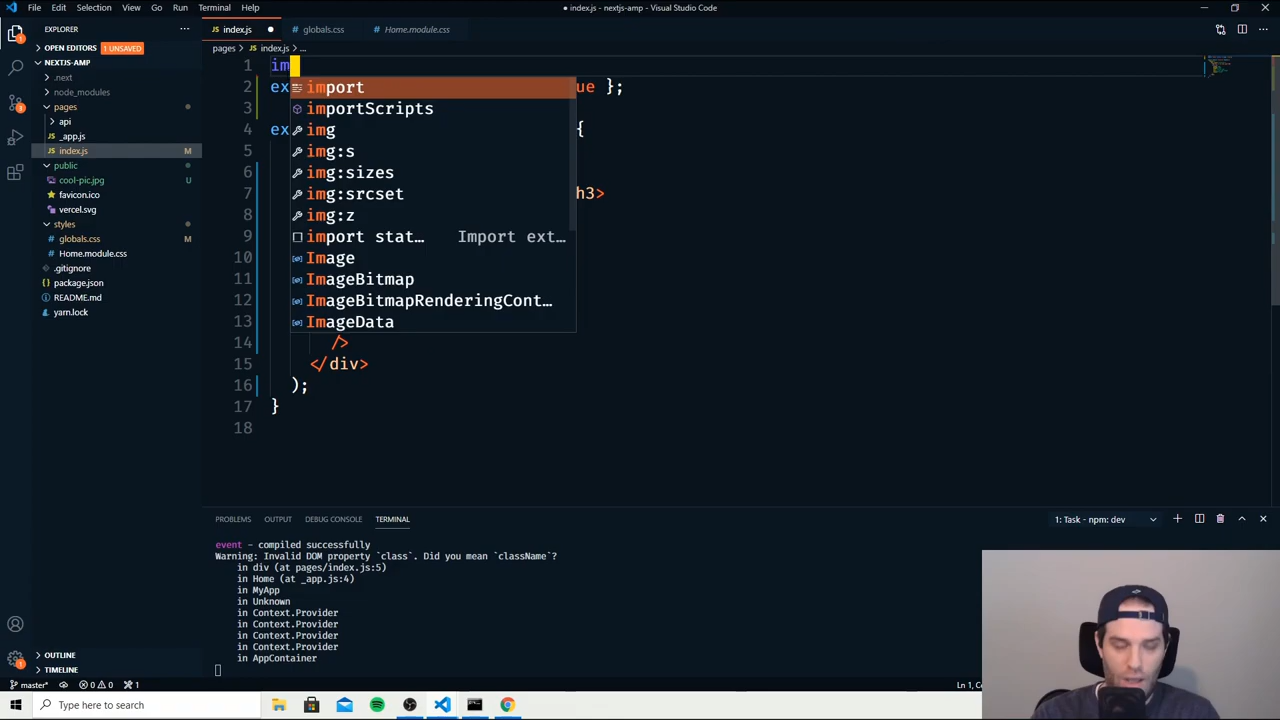 File Edit Selection View Go Run Terminal Help
● index.js - nextjs-amp - Visual Studio Code
EXPLORER
OPEN EDITORS 1 UNSAVED
NEXTJS-AMP
.next
node_modules
pages
api
_app.js
index.js M
public
cool-pic.jpg U
favicon.ico
vercel.svg
styles
globals.css M
Home.module.css
.gitignore
package.json
README.md
yarn.lock
OUTLINE
TIMELINE
index.js ● globals.css Home.module.css
pages > index.js > ...
1 im
2 ex ue };
3
4 ex {
5
6
7 h3>
8
9
10
11
12
13
14 />
15 </div>
16 );
17 }
18
import
importScripts
img
img:s
img:sizes
img:srcset
img:z
import stat… Import ext…
Image
ImageBitmap
ImageBitmapRenderingCont…
ImageData
PROBLEMS OUTPUT DEBUG CONSOLE TERMINAL
1: Task - npm: dev
event - compiled successfully
Warning: Invalid DOM property `class`. Did you mean `className`?
in div (at pages/index.js:5)
in Home (at _app.js:4)
in MyApp
in Unknown
in Context.Provider
in Context.Provider
in Context.Provider
in Context.Provider
in AppContainer
master* 0 0 1
Ln 1,
Type here to search